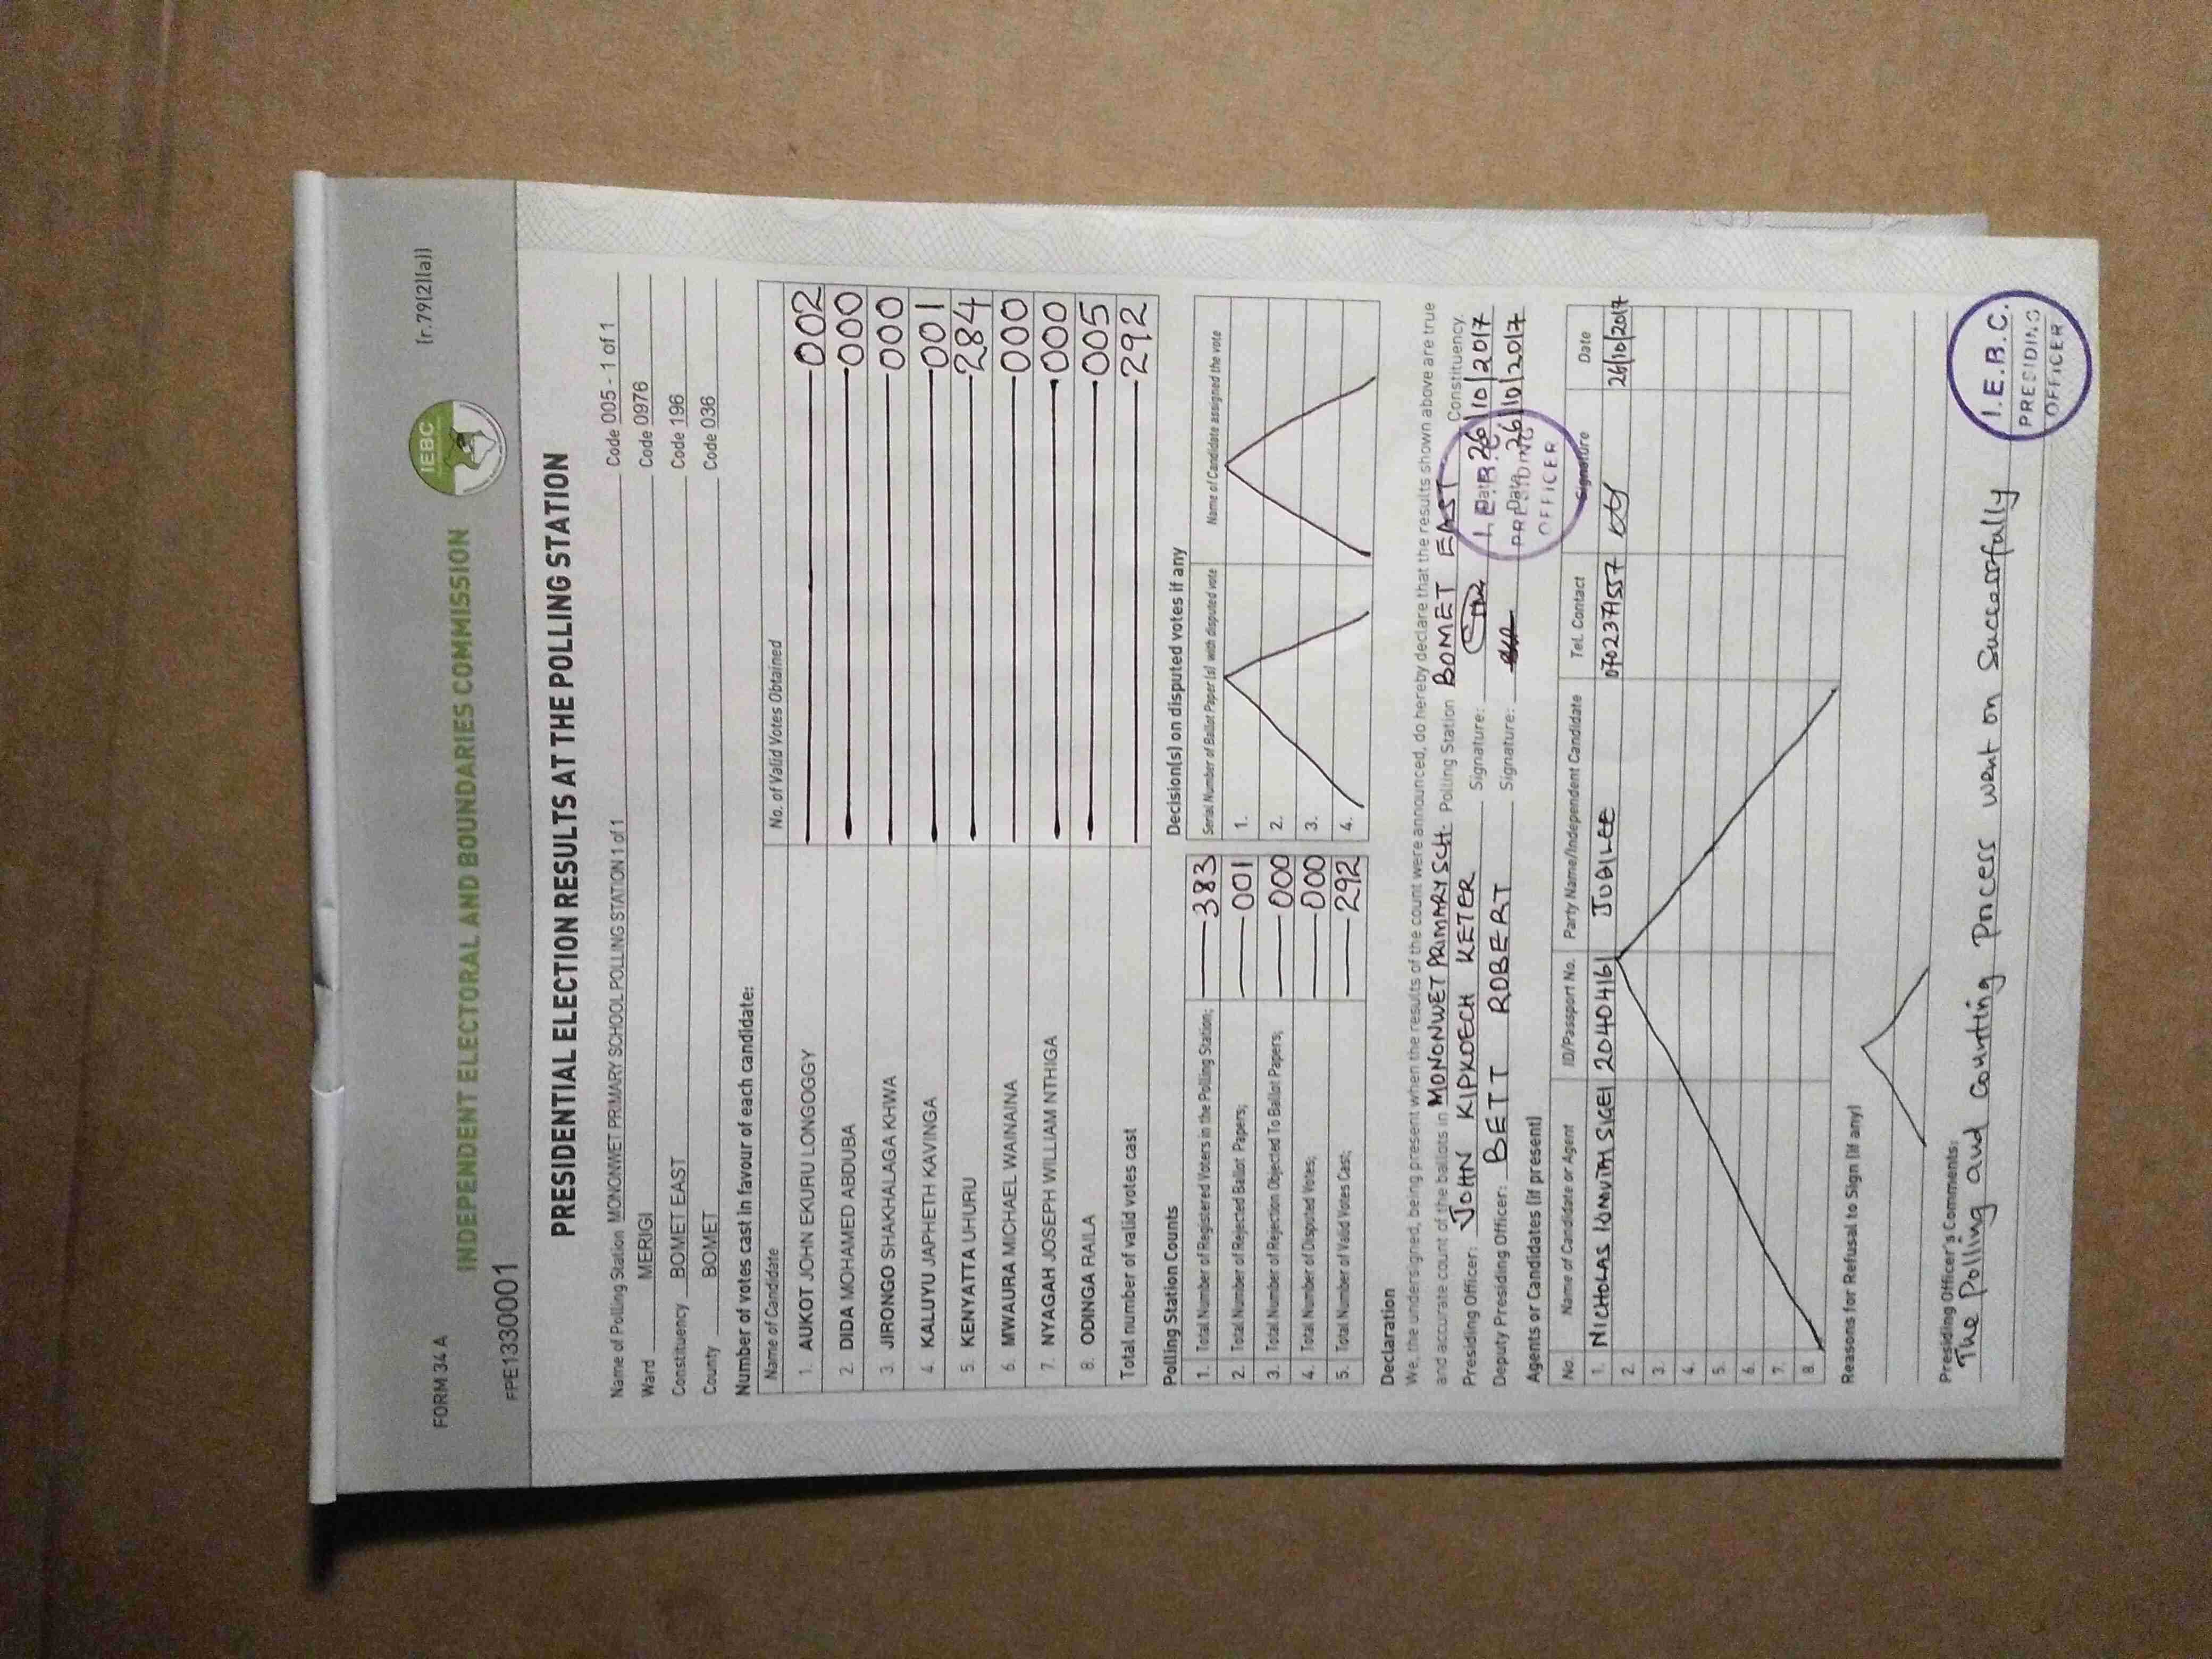 FORM 34 A
(r.79(2)(a))
IEBC
INDEPENDENT ELECTORAL AND BOUNDARIES COMMISSION
FPE1330001
PRESIDENTIAL ELECTION RESULTS AT THE POLLING STATION
Name of Polling Station MONONWET PRIMARY SCHOOL POLLING STATION 1 of 1 Code 005 - 1 of 1
Ward MERIGI Code 0976
Constituency BOMET EAST Code 196
County BOMET Code 036
Number of votes cast in favour of each candidate:
Name of Candidate No. of Valid Votes Obtained
1. AUKOT JOHN EKURU LONGOGGY 002
2. DIDA MOHAMED ABDUBA 000
3. JIRONGO SHAKHALAGA KHWA 000
4. KALUYU JAPHETH KAVINGA 001
5. KENYATTA UHURU 284
6. MWAURA MICHAEL WAINAINA 000
7. NYAGAH JOSEPH WILLIAM NTHIGA 000
8. ODINGA RAILA 005
Total number of valid votes cast 292
Polling Station Counts
1. Total Number of Registered Voters in the Polling Station; 383
2. Total Number of Rejected Ballot Papers; 001
3. Total Number of Rejection Objected To Ballot Papers; 000
4. Total Number of Disputed Votes; 000
5. Total Number of Valid Votes Cast; 292
Decision(s) on disputed votes if any
Serial Number of Ballot Paper (s) with disputed vote Name of Candidate assigned the vote
1.
2.
3.
4.
Declaration
We, the undersigned, being present when the results of the count were announced, do hereby declare that the results shown above are true
and accurate count of the ballots in MONONWET PRIMARY SCH. Polling Station BOMET EAST Constituency.
Presiding Officer: JOHN KIPKOECH KETER Signature: Date 26/10/2017
Deputy Presiding Officer: BETT ROBERT Signature: Date 26/10/2017
I.E.B.C.
PRESIDING
OFFICER
Agents or Candidates (if present)
No. Name of Candidate or Agent ID/Passport No. Party Name/Independent Candidate Tel. Contact Signature Date
1. NICHOLAS SIGEI 20404161 JUBILEE 0702371557 26/10/2017
2.
3.
4.
5.
6.
7.
8.
Reasons for Refusal to Sign (if any)
Presiding Officer's Comments:
The Polling and counting Process went on Successfully
I.E.B.C.
PRESIDING
OFFICER